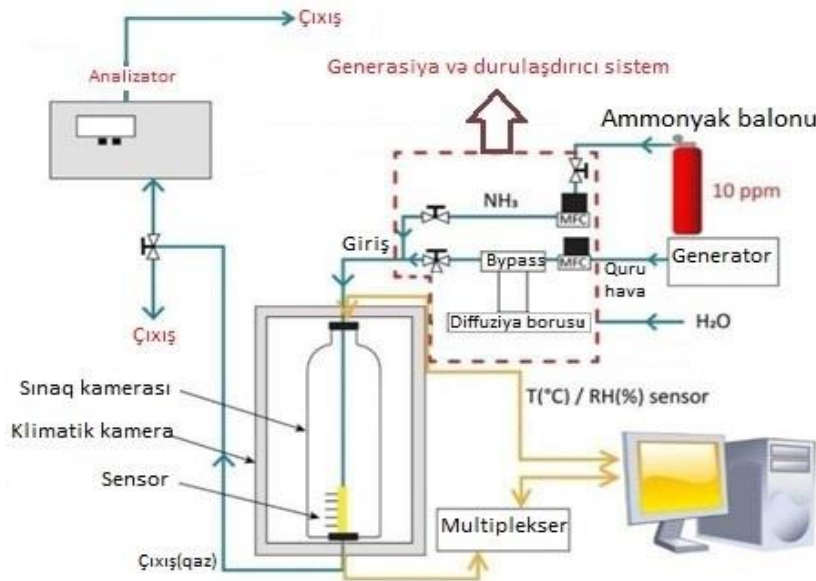 Çıxış
Analizator
Generasiya və durulaşdırıcı sistem
Ammonyak balonu
NH₃
MFC
10 ppm
Giriş
Bypass
MFC
Quru
hava
Generator
Çıxış
Diffuziya borusu
H₂O
Sınaq kamerası
T(°C) / RH(%) sensor
Klimatik kamera
Sensor
Multiplekser
Çıxış(qaz)